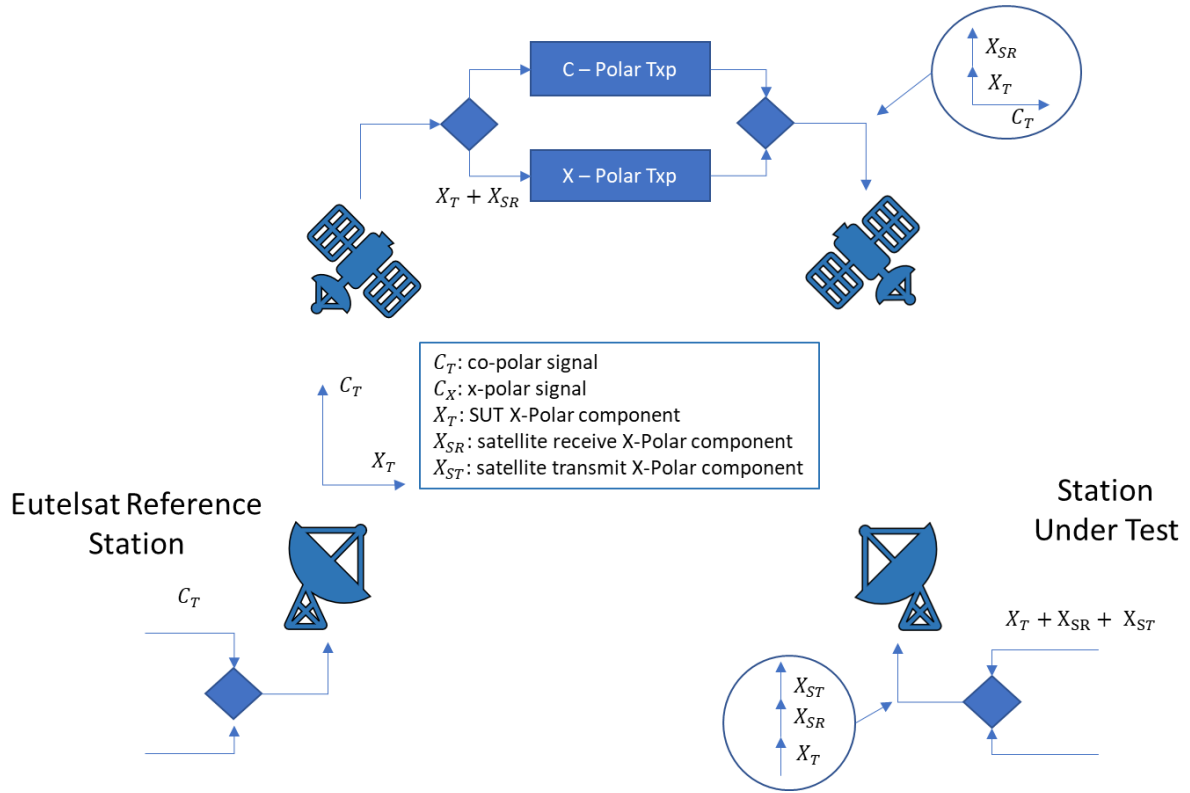 C – Polar Txp
X – Polar Txp
X_T + X_SR
X_SR
X_T
C_T
C_T
X_T
C_T: co-polar signal
C_X: x-polar signal
X_T: SUT X-Polar component
X_SR: satellite receive X-Polar component
X_ST: satellite transmit X-Polar component
Eutelsat Reference
Station
C_T
Station
Under Test
X_T + X_SR + X_ST
X_ST
X_SR
X_T